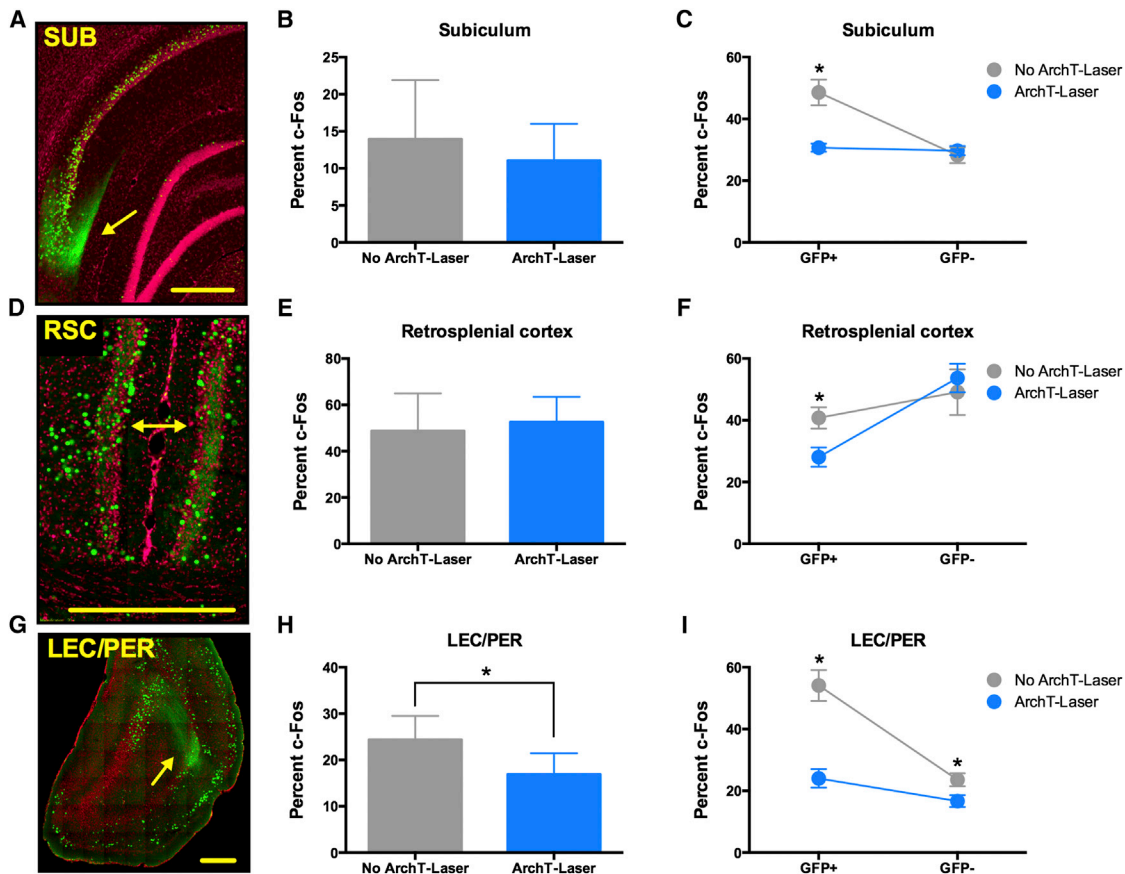 A
SUB
B
Subiculum
Percent c-Fos
25
20
15
10
5
0
No ArchT-Laser
ArchT-Laser
C
Subiculum
Percent c-Fos
60
40
20
0
*
GFP+
GFP-
No ArchT-Laser
ArchT-Laser
D
RSC
E
Retrosplenial cortex
Percent c-Fos
80
60
40
20
0
No ArchT-Laser
ArchT-Laser
F
Retrosplenial cortex
Percent c-Fos
60
40
20
0
*
GFP+
GFP-
No ArchT-Laser
ArchT-Laser
G
LEC/PER
H
LEC/PER
Percent c-Fos
40
30
20
10
0
*
No ArchT-Laser
ArchT-Laser
I
LEC/PER
Percent c-Fos
60
40
20
0
*
*
GFP+
GFP-
No ArchT-Laser
ArchT-Laser